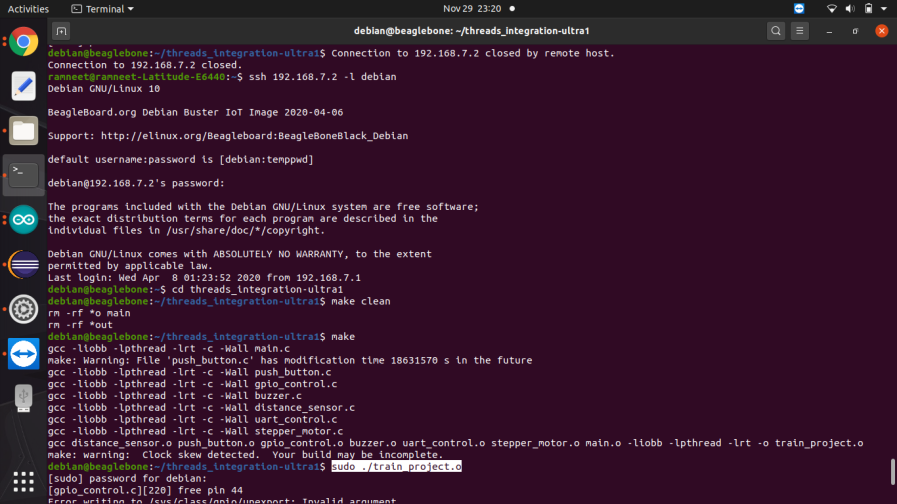 Activities
Terminal
Nov 29 23:20
debian@beaglebone: ~/threads_integration-ultra1
debian@beaglebone:~/threads_integration-ultra1$ Connection to 192.168.7.2 closed by remote host.
Connection to 192.168.7.2 closed.
ramneet@ramneet-Latitude-E6440:~$ ssh 192.168.7.2 -l debian
Debian GNU/Linux 10
BeagleBoard.org Debian Buster IoT Image 2020-04-06
Support: http://elinux.org/Beagleboard:BeagleBoneBlack_Debian
default username:password is [debian:temppwd]
debian@192.168.7.2's password:
The programs included with the Debian GNU/Linux system are free software;
the exact distribution terms for each program are described in the
individual files in /usr/share/doc/*/copyright.
Debian GNU/Linux comes with ABSOLUTELY NO WARRANTY, to the extent
permitted by applicable law.
Last login: Wed Apr  8 01:23:52 2020 from 192.168.7.1
debian@beaglebone:~$ cd threads_integration-ultra1
debian@beaglebone:~/threads_integration-ultra1$ make clean
rm -rf *o main
rm -rf *out
debian@beaglebone:~/threads_integration-ultra1$ make
gcc -liobb -lpthread -lrt -c -Wall main.c
make: Warning: File 'push_button.c' has modification time 18631570 s in the future
gcc -liobb -lpthread -lrt -c -Wall push_button.c
gcc -liobb -lpthread -lrt -c -Wall gpio_control.c
gcc -liobb -lpthread -lrt -c -Wall buzzer.c
gcc -liobb -lpthread -lrt -c -Wall distance_sensor.c
gcc -liobb -lpthread -lrt -c -Wall uart_control.c
gcc -liobb -lpthread -lrt -c -Wall stepper_motor.c
gcc distance_sensor.o push_button.o gpio_control.o buzzer.o uart_control.o stepper_motor.o main.o -liobb -lpthread -lrt -o train_project.o
make: warning:  Clock skew detected.  Your build may be incomplete.
debian@beaglebone:~/threads_integration-ultra1$ sudo ./train_project.o
[sudo] password for debian:
[gpio_control.c][220] free pin 44
Error writing to /sys/class/gpio/unexport: Invalid argument